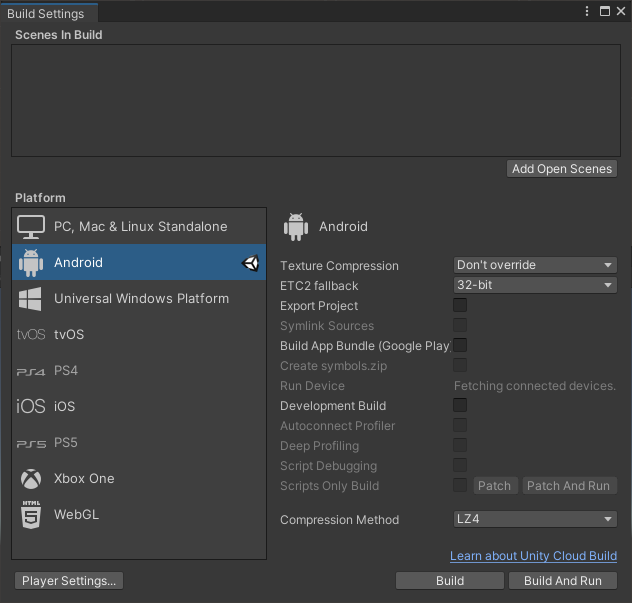 Build Settings
Scenes In Build
Add Open Scenes
Platform
PC, Mac & Linux Standalone
Android
Universal Windows Platform
tvOS tvOS
PS4 PS4
iOS iOS
PS5 PS5
Xbox One
HTML
5 WebGL
Android
Texture Compression Don't override
ETC2 fallback 32-bit
Export Project
Symlink Sources
Build App Bundle (Google Play
Create symbols.zip
Run Device Fetching connected devices.
Development Build
Autoconnect Profiler
Deep Profiling
Script Debugging
Scripts Only Build Patch Patch And Run
Compression Method LZ4
Learn about Unity Cloud Build
Player Settings... Build Build And Run